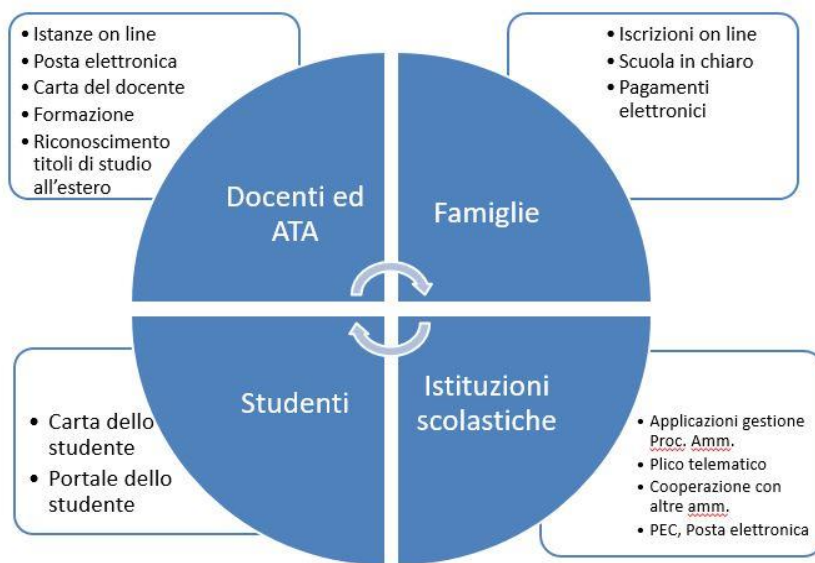 • Istanze on line
• Posta elettronica
• Carta del docente
• Formazione
• Riconoscimento
titoli di studio
all'estero
• Iscrizioni on line
• Scuola in chiaro
• Pagamenti
elettronici
Docenti ed
ATA
Famiglie
Studenti
Istituzioni
scolastiche
• Carta dello
studente
• Portale dello
studente
• Applicazioni gestione
Proc. Amm.
• Plico telematico
• Cooperazione con
altre amm.
• PEC, Posta elettronica